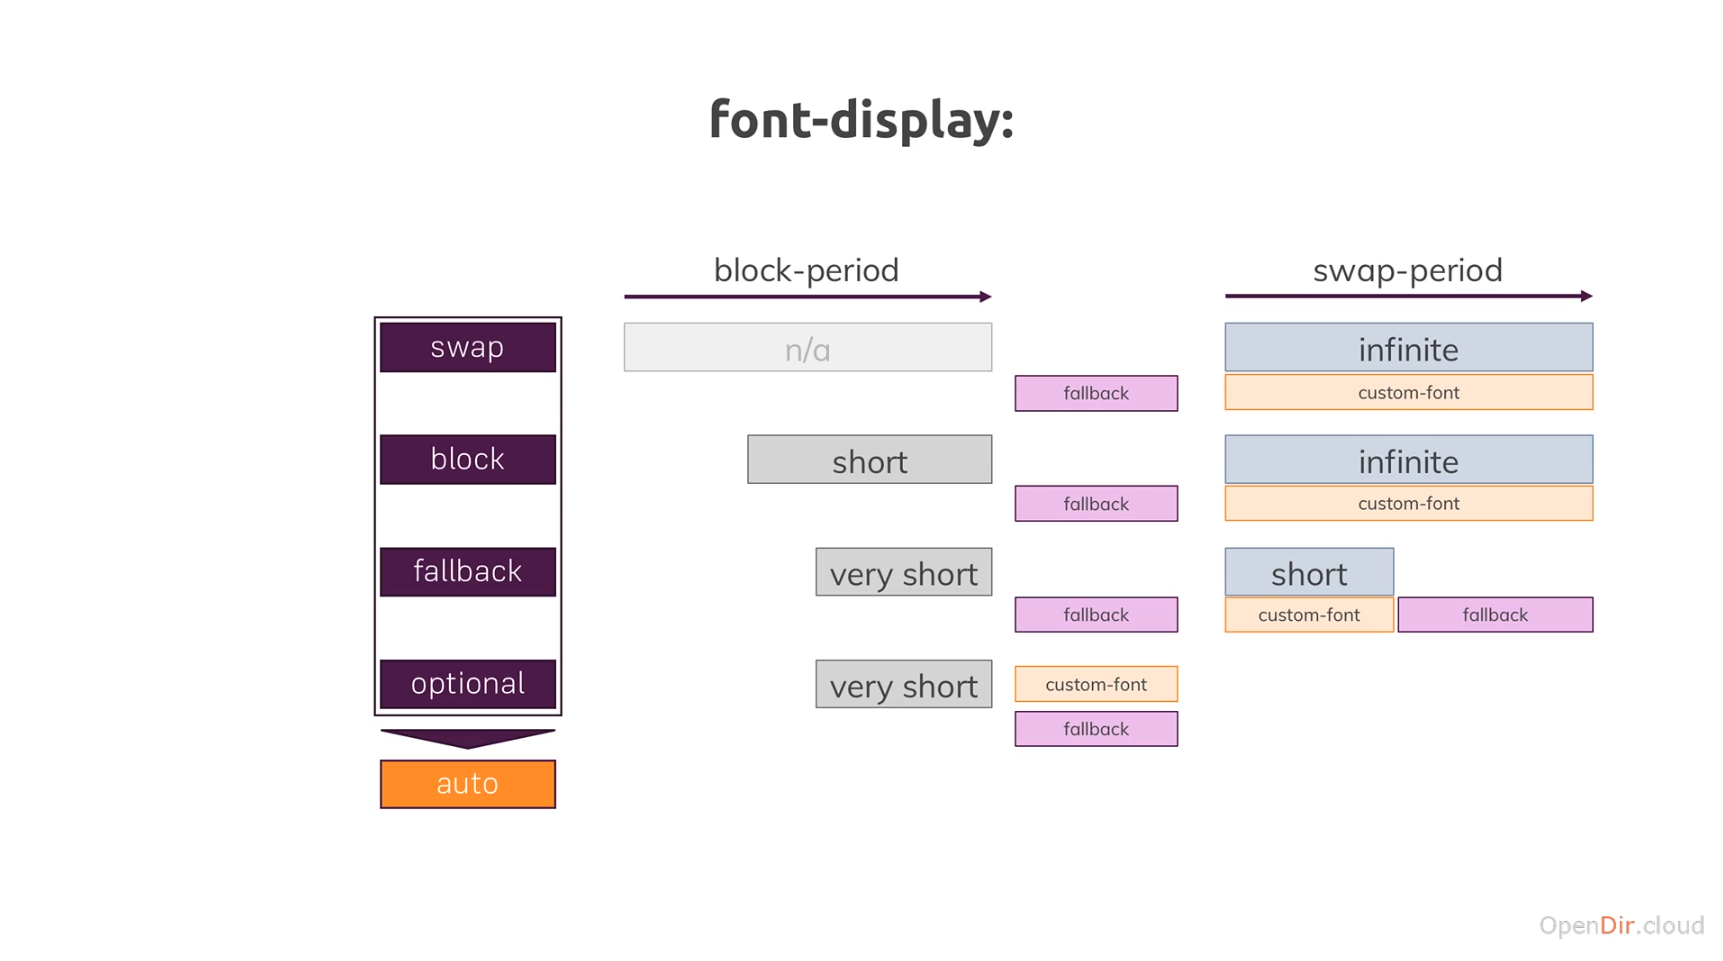 font-display:
block-period
swap-period
swap
n/a
infinite
fallback
custom-font
block
short
infinite
fallback
custom-font
fallback
very short
short
fallback
custom-font
fallback
optional
very short
custom-font
fallback
auto
OpenDir.cloud